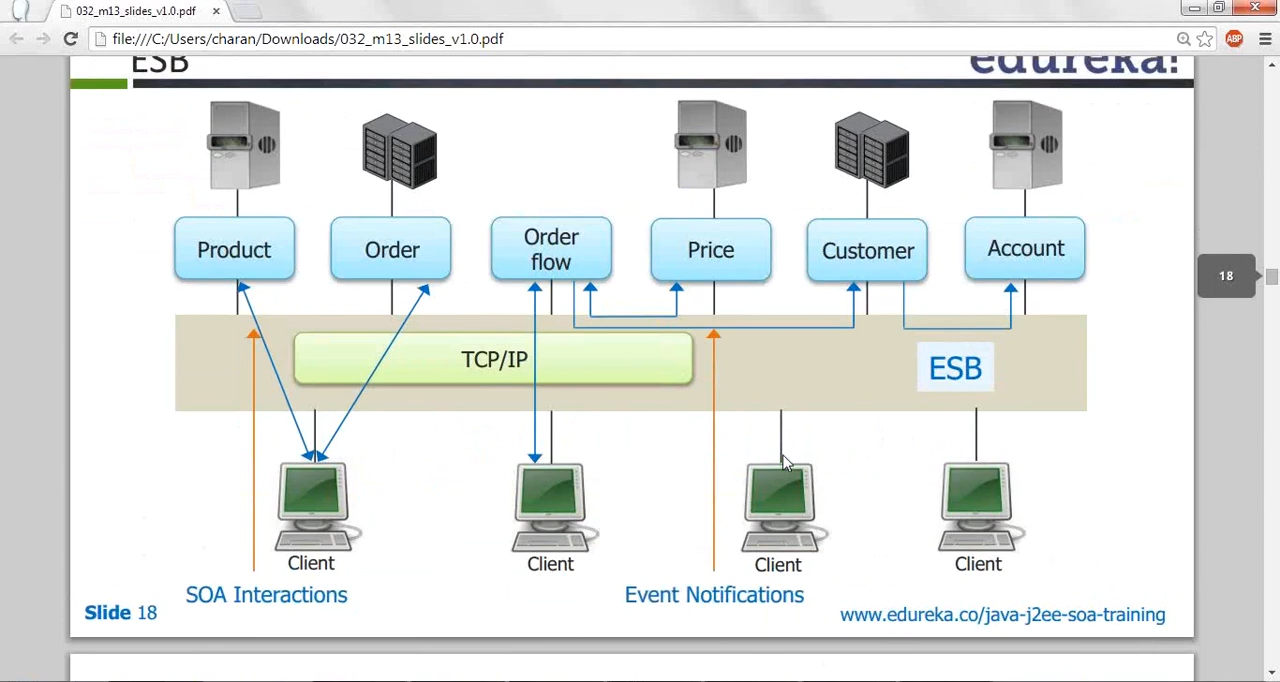 032_m13_slides_v1.0.pdf
file:///C:/Users/charan/Downloads/032_m13_slides_v1.0.pdf
ABP
ESB
edureka!
Product
Order
Order
flow
Price
Customer
Account
18
TCP/IP
ESB
Client
Client
Client
Client
SOA Interactions
Event Notifications
Slide 18
www.edureka.co/java-j2ee-soa-training